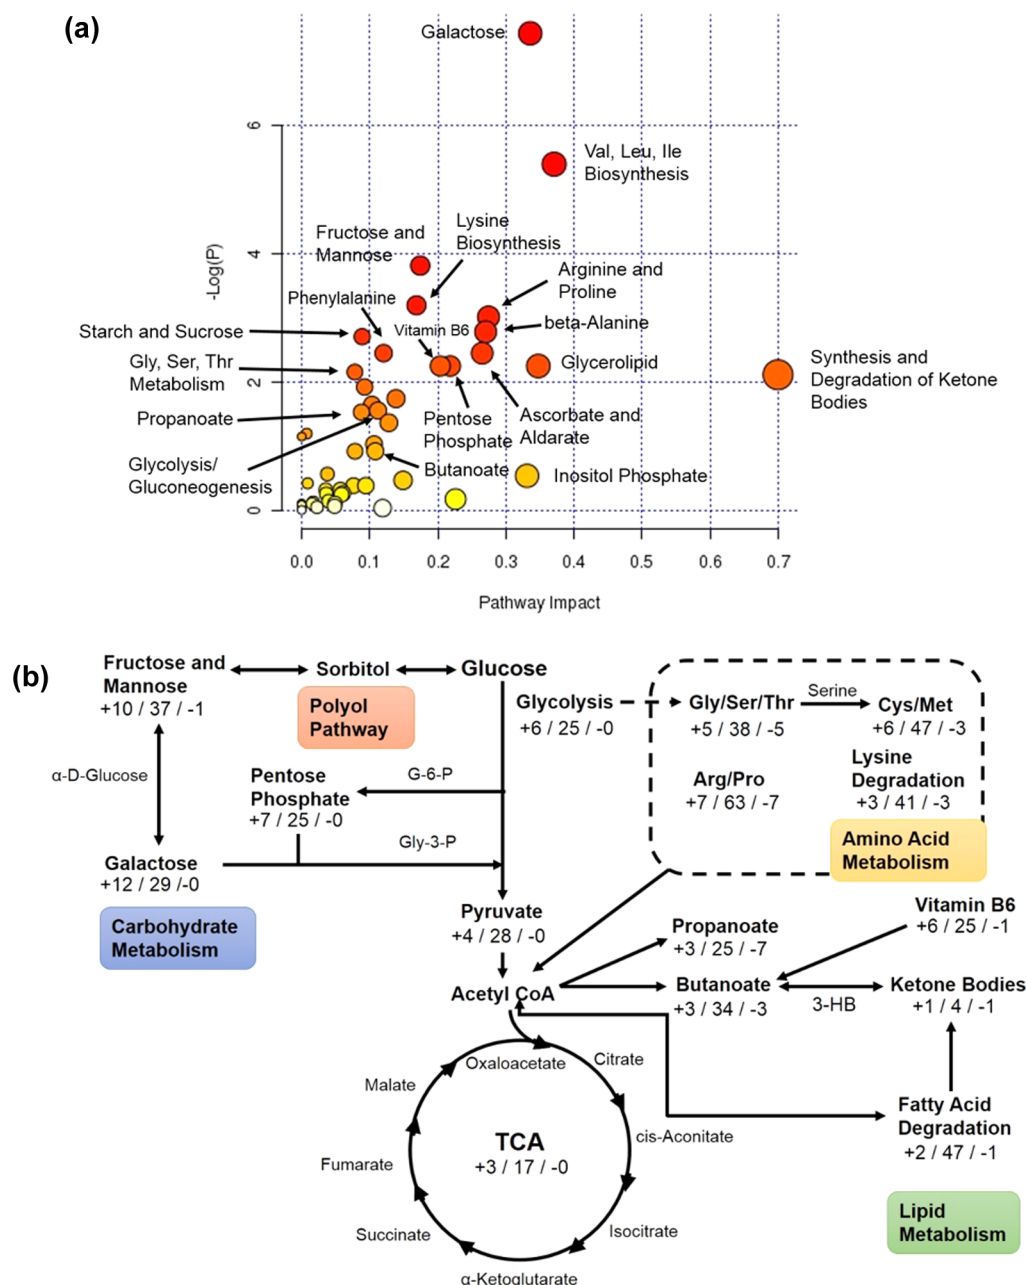 (a)
Galactose
6
Val, Leu, Ile
Biosynthesis
Lysine
Biosynthesis
Fructose and
Mannose
4
-Log(P)
Arginine and
Proline
Phenylalanine
Starch and Sucrose
Vitamin B6
beta-Alanine
Gly, Ser, Thr
Metabolism
Glycerolipid
Synthesis and
Degradation of Ketone
Bodies
2
Propanoate
Pentose
Phosphate
Ascorbate and
Aldarate
Glycolysis/
Gluconeogenesis
Butanoate
Inositol Phosphate
0
0.0 0.1 0.2 0.3 0.4 0.5 0.6 0.7
Pathway Impact
(b)
Fructose and
Mannose
+10 / 37 / -1
Sorbitol
Glucose
Polyol
Pathway
Glycolysis
+6 / 25 / -0
Gly/Ser/Thr
+5 / 38 / -5
Serine
Cys/Met
+6 / 47 / -3
α-D-Glucose
Pentose
Phosphate
+7 / 25 / -0
G-6-P
Arg/Pro
+7 / 63 / -7
Lysine
Degradation
+3 / 41 / -3
Gly-3-P
Galactose
+12 / 29 /-0
Amino Acid
Metabolism
Carbohydrate
Metabolism
Pyruvate
+4 / 28 / -0
Propanoate
+3 / 25 / -7
Vitamin B6
+6 / 25 / -1
Acetyl CoA
Butanoate
+3 / 34 / -3
3-HB
Ketone Bodies
+1 / 4 / -1
Oxaloacetate
Citrate
Malate
cis-Aconitate
TCA
+3 / 17 / -0
Fatty Acid
Degradation
+2 / 47 / -1
Fumarate
Succinate
Isocitrate
α-Ketoglutarate
Lipid
Metabolism